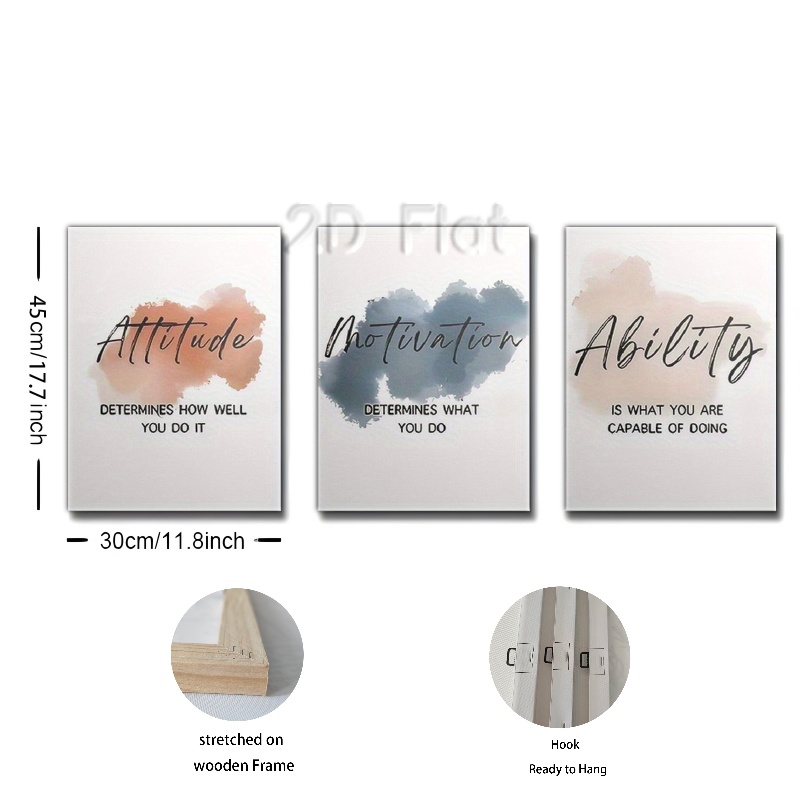 2.D Flat
45cm/17.7inch
Attitude
DETERMINES HOW WELL
YOU DO IT
Motivation
DETERMINES WHAT
YOU DO
Ability
IS WHAT YOU ARE
CAPABLE OF DOING
30cm/11.8inch
stretched on
wooden Frame
Hook
Ready to Hang